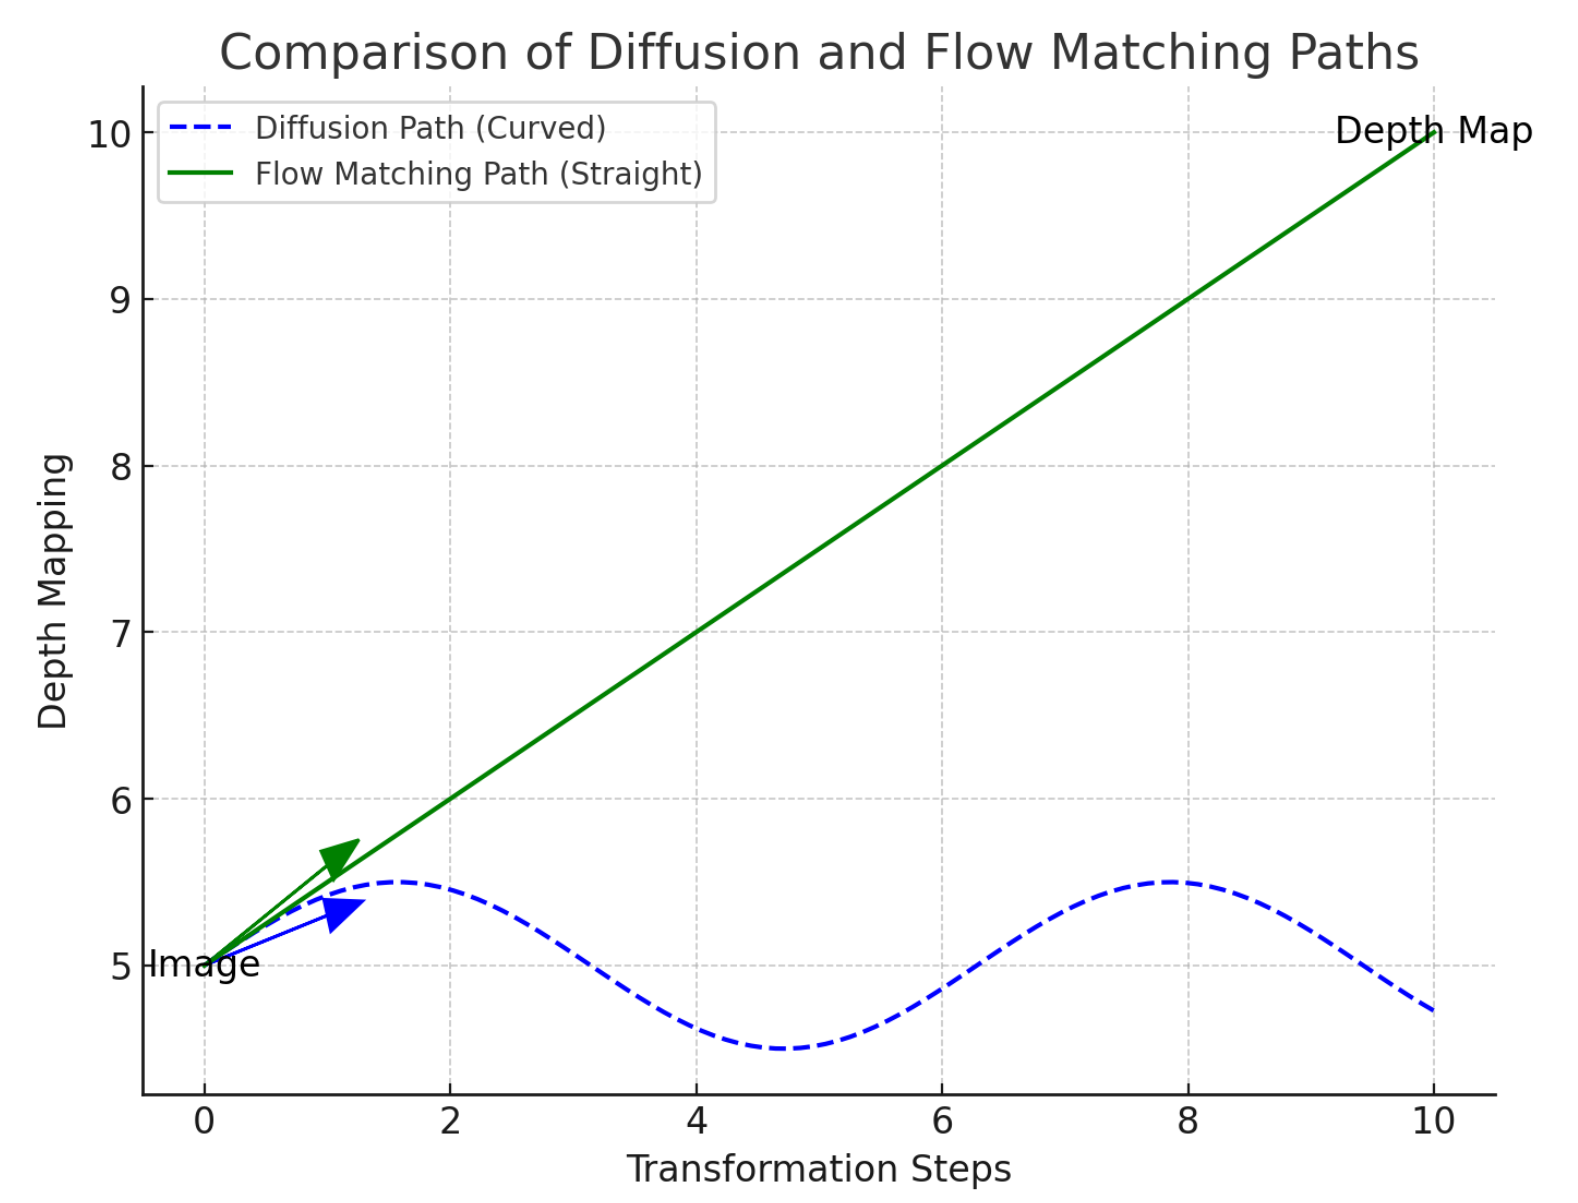 Comparison of Diffusion and Flow Matching Paths
Diffusion Path (Curved)
Flow Matching Path (Straight)
Depth Map
Image
Depth Mapping
10
9
8
7
6
5
0 2 4 6 8 10
Transformation Steps